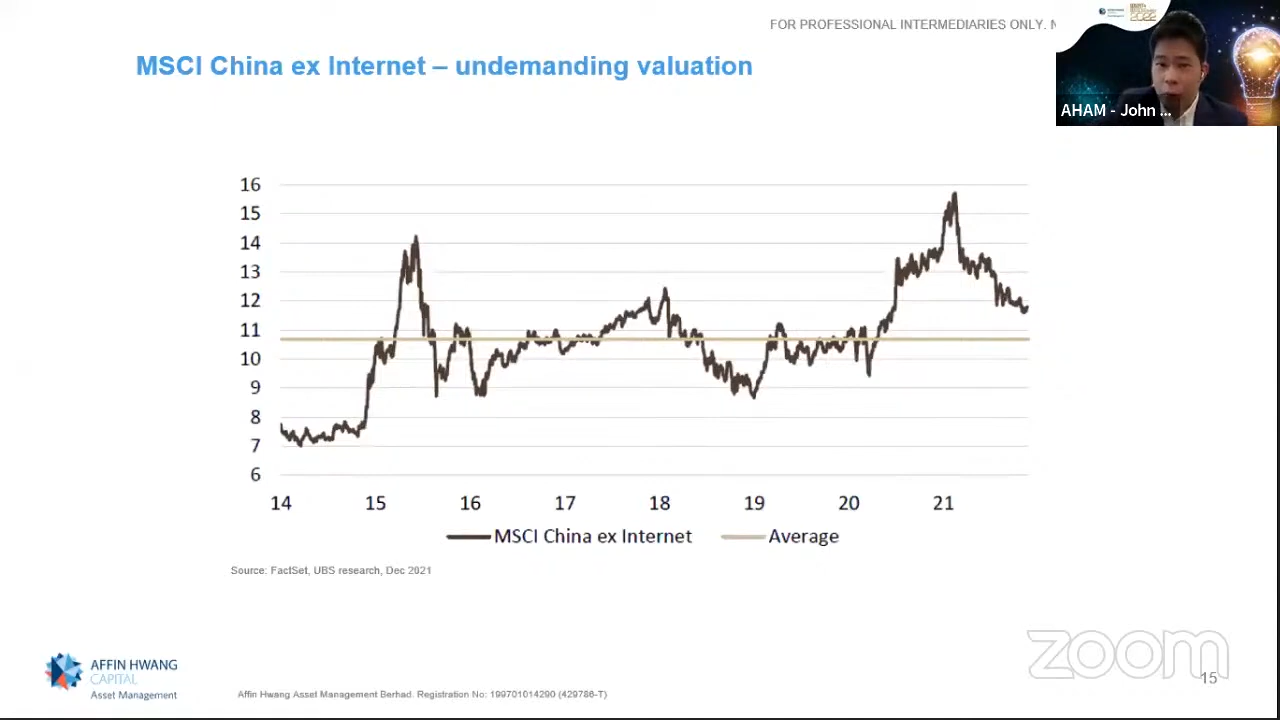 FOR PROFESSIONAL INTERMEDIARIES ONLY.
MSCI China ex Internet – undemanding valuation
2022
AHAM - John ...
16
15
14
13
12
11
10
9
8
7
6
14 15 16 17 18 19 20 21
MSCI China ex Internet Average
Source: FactSet, UBS research, Dec 2021
AFFIN HWANG
CAPITAL
Asset Management
Affin Hwang Asset Management Berhad. Registration No: 199701014290 (429786-T)
zoom
15